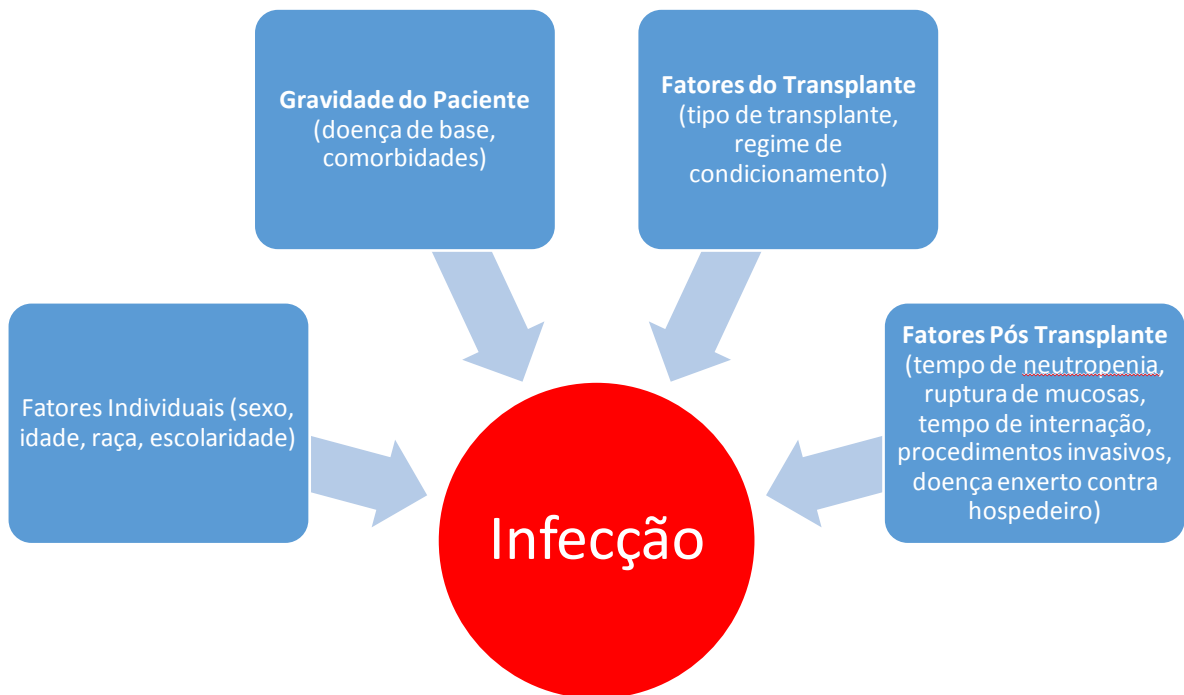 Gravidade do Paciente
(doença de base,
comorbidades)
Fatores do Transplante
(tipo de transplante,
regime de
condicionamento)
Fatores Individuais (sexo,
idade, raça, escolaridade)
Fatores Pós Transplante
(tempo de neutropenia,
ruptura de mucosas,
tempo de internação,
procedimentos invasivos,
doença enxerto contra
hospedeiro)
Infecção